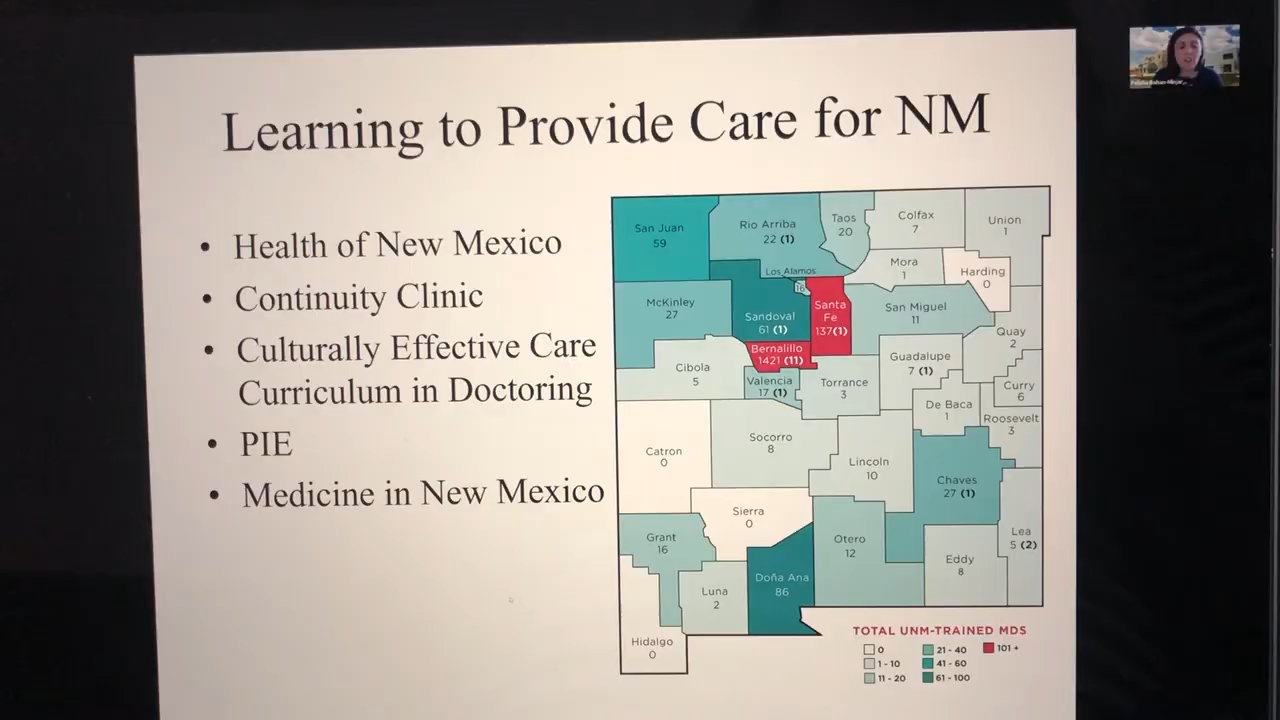 Learning to Provide Care for NM
• Health of New Mexico
• Continuity Clinic
• Culturally Effective Care
Curriculum in Doctoring
• PIE
• Medicine in New Mexico
San Juan
59
Rio Arriba
22 (1)
Taos
20
Colfax
7
Union
1
Los Alamos
16
Mora
1
Harding
0
McKinley
27
Sandoval
61 (1)
Santa
Fe
137(1)
San Miguel
11
Quay
2
Bernalillo
1421 (11)
Cibola
5
Valencia
17 (1)
Torrance
3
Guadalupe
7 (1)
Curry
6
De Baca
1
Roosevelt
3
Catron
0
Socorro
8
Lincoln
10
Chaves
27 (1)
Sierra
0
Grant
16
Otero
12
Lea
5 (2)
Eddy
8
Doña Ana
86
Luna
2
Hidalgo
0
TOTAL UNM-TRAINED MDS
0
1 - 10
11 - 20
21 - 40
41 - 60
61 - 100
101 +